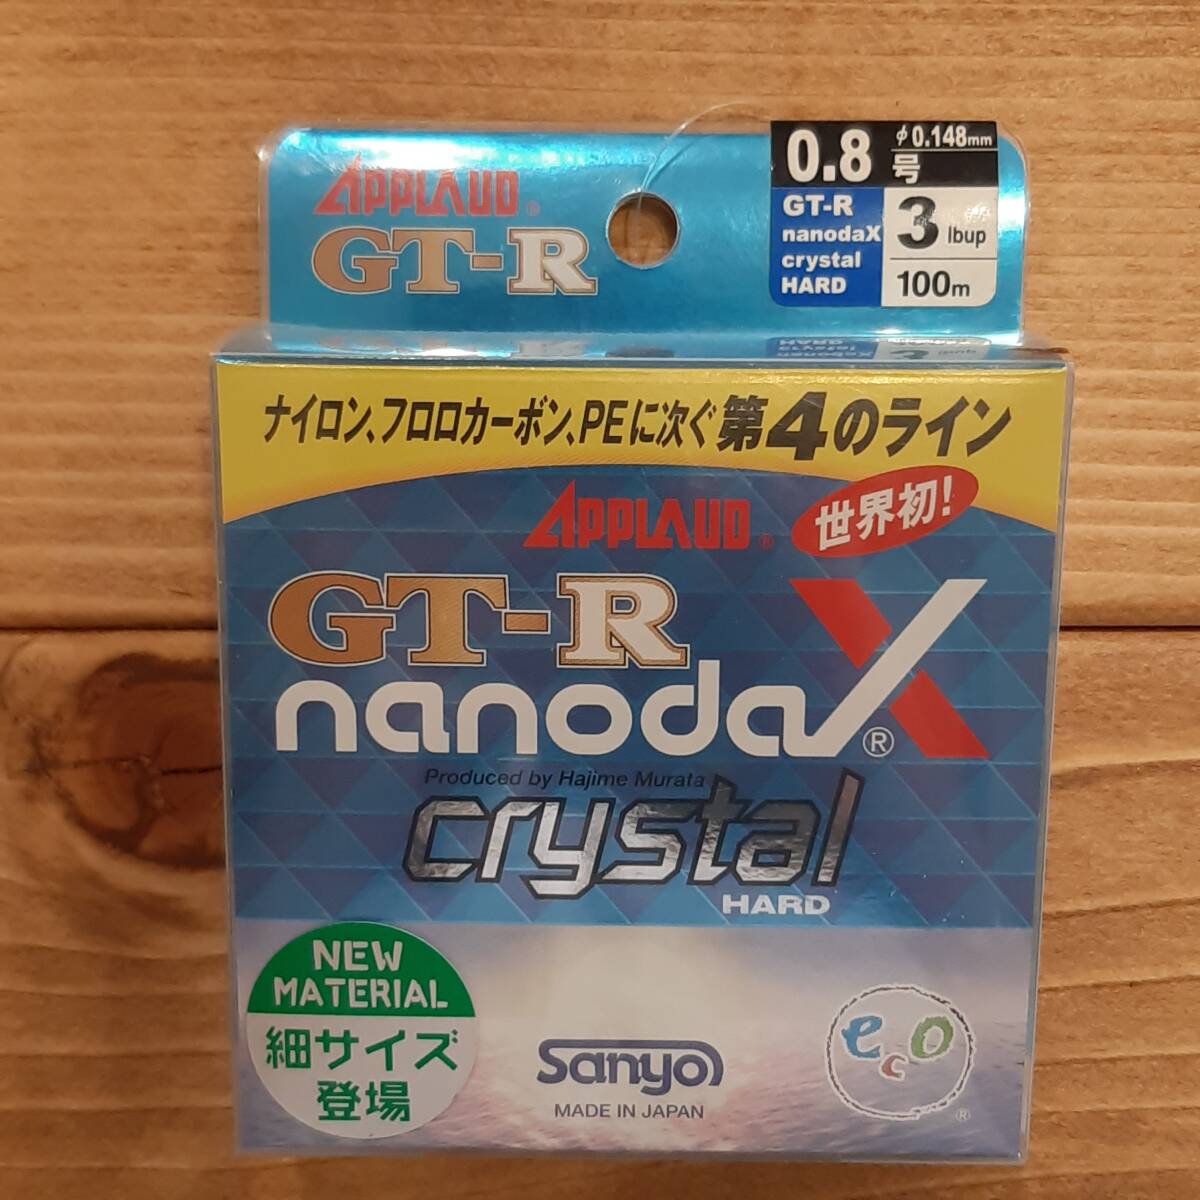 APPLAUD®
GT-R
0.8号 φ0.148mm
GT-R
nanodaX
crystal
HARD
3 lbup
100m
ナイロン、フロロカーボン、PEに次ぐ第4のライン
APPLAUD®
世界初!
GT-R
nanodaX®
Produced by Hajime Murata
crystal
HARD
NEW
MATERIAL
細サイズ
登場
Sanyo
MADE IN JAPAN
eco
®